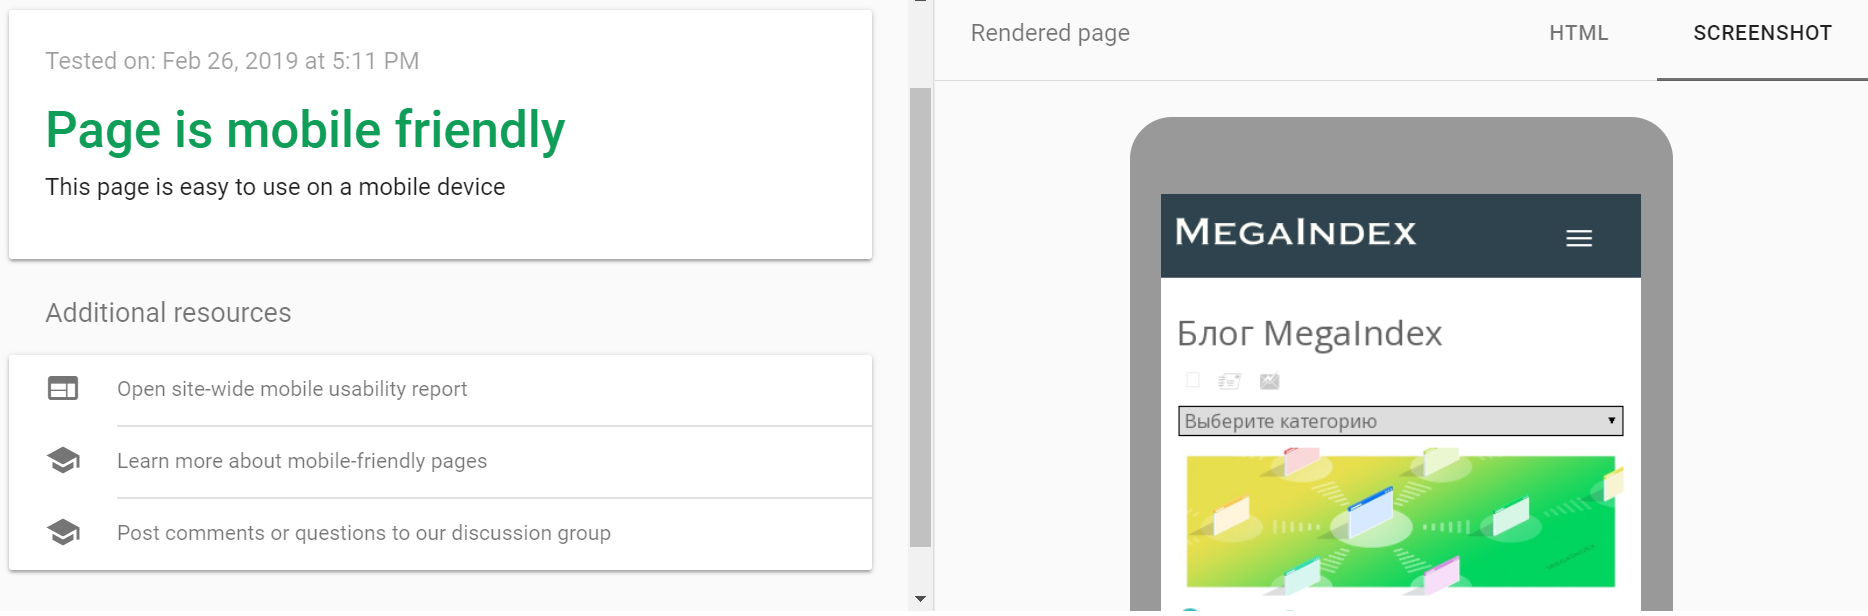 Tested on: Feb 26, 2019 at 5:11 PM
Page is mobile friendly
This page is easy to use on a mobile device
Additional resources
Open site-wide mobile usability report
Learn more about mobile-friendly pages
Post comments or questions to our discussion group
Rendered page
HTML
SCREENSHOT
MEGAINDEX
Блог MegaIndex
Выберите категорию
MEGAINDEX